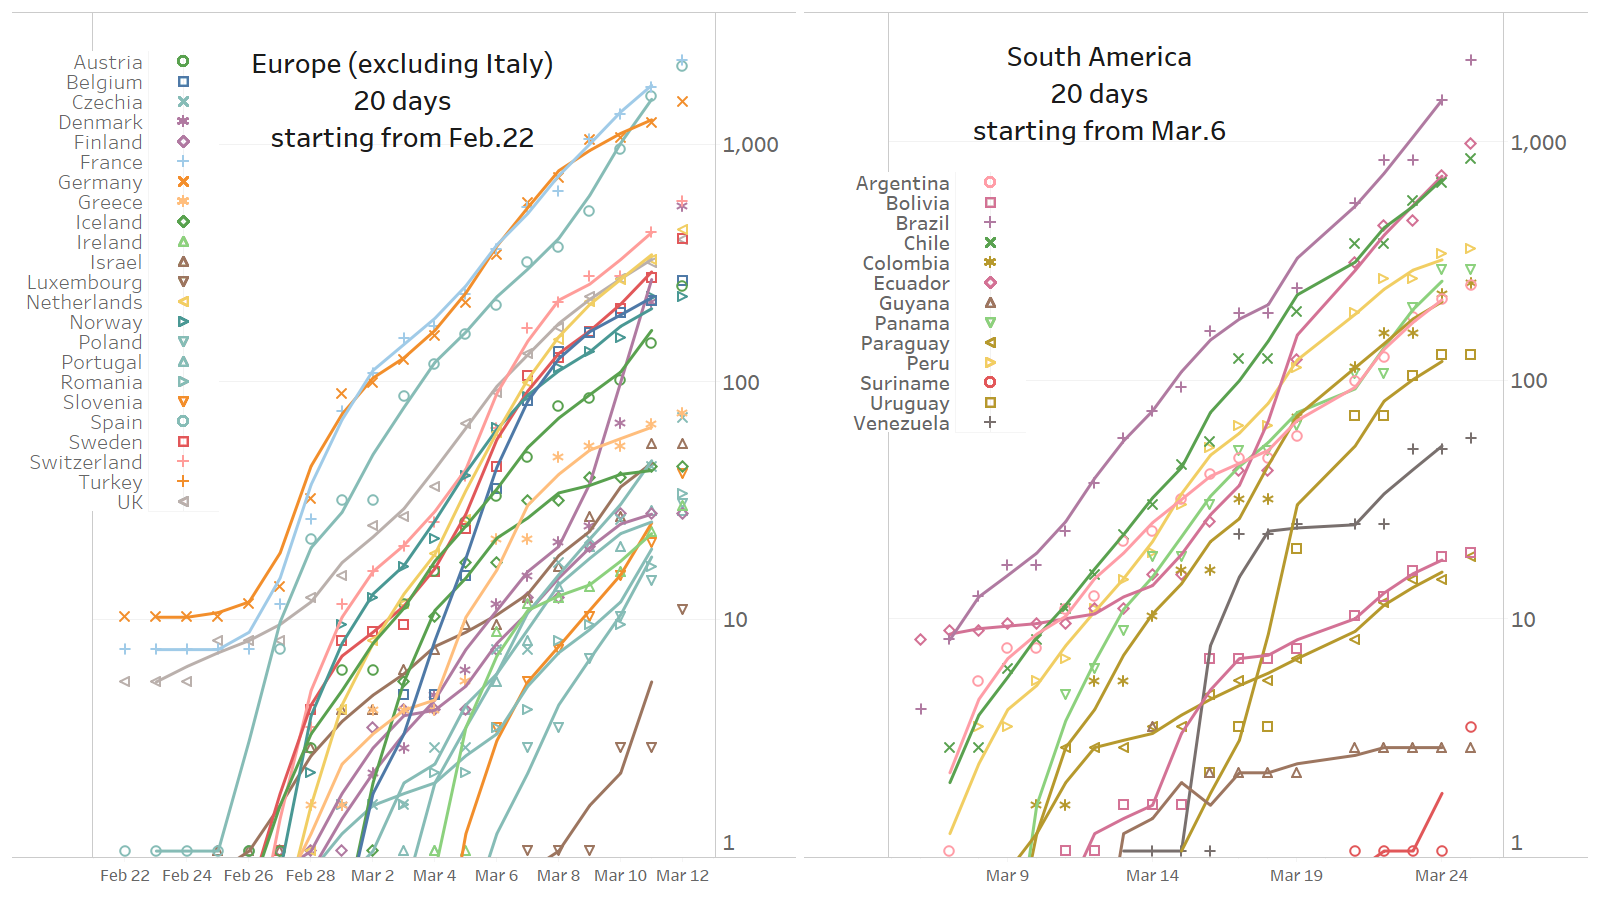 Europe (excluding Italy)
20 days
starting from Feb.22
Austria
Belgium
Czechia
Denmark
Finland
France
Germany
Greece
Iceland
Ireland
Israel
Luxembourg
Netherlands
Norway
Poland
Portugal
Romania
Slovenia
Spain
Sweden
Switzerland
Turkey
UK
1,000
100
10
1
Feb 22 Feb 24 Feb 26 Feb 28 Mar 2 Mar 4 Mar 6 Mar 8 Mar 10 Mar 12
South America
20 days
starting from Mar.6
Argentina
Bolivia
Brazil
Chile
Colombia
Ecuador
Guyana
Panama
Paraguay
Peru
Suriname
Uruguay
Venezuela
1,000
100
10
1
Mar 9 Mar 14 Mar 19 Mar 24